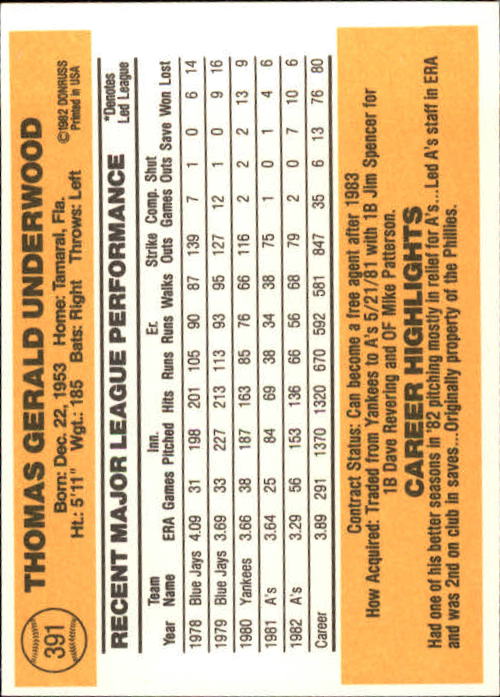 391
THOMAS GERALD UNDERWOOD
Born: Dec. 22, 1953 Home: Tamaral, Fla.
Ht.: 5'11" Wgt.: 185 Bats: Right Throws: Left
©1982 DONRUSS
Printed in USA
RECENT MAJOR LEAGUE PERFORMANCE
*Denotes
Led League
Team Inn. Er. Strike Comp. Shut
Year Name ERA Games Pitched Hits Runs Runs Walks Outs Games Outs Save Won Lost
1978 Blue Jays 4.09 31 198 201 105 90 87 139 7 1 0 6 14
1979 Blue Jays 3.69 33 227 213 113 93 95 127 12 1 0 9 16
1980 Yankees 3.66 38 187 163 85 76 66 116 2 2 2 13 9
1981 A's 3.64 25 84 69 38 34 38 75 1 0 1 4 6
1982 A's 3.29 56 153 136 66 56 68 79 2 0 7 10 6
Career 3.89 291 1370 1320 670 592 581 847 35 6 13 76 80
Contract Status: Can become a free agent after 1983
How Acquired: Traded from Yankees to A's 5/21/81 with 1B Jim Spencer for
1B Dave Revering and OF Mike Patterson.
CAREER HIGHLIGHTS
Had one of his better seasons in '82 pitching mostly in relief for A's...Led A's staff in ERA
and was 2nd on club in saves...Originally property of the Phillies.